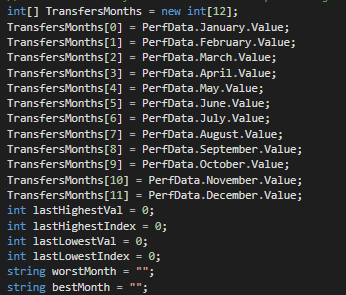 int[] TransfersMonths = new int[12];
TransfersMonths[0] = PerfData.January.Value;
TransfersMonths[1] = PerfData.February.Value;
TransfersMonths[2] = PerfData.March.Value;
TransfersMonths[3] = PerfData.April.Value;
TransfersMonths[4] = PerfData.May.Value;
TransfersMonths[5] = PerfData.June.Value;
TransfersMonths[6] = PerfData.July.Value;
TransfersMonths[7] = PerfData.August.Value;
TransfersMonths[8] = PerfData.September.Value;
TransfersMonths[9] = PerfData.October.Value;
TransfersMonths[10] = PerfData.November.Value;
TransfersMonths[11] = PerfData.December.Value;
int lastHighestVal = 0;
int lastHighestIndex = 0;
int lastLowestVal = 0;
int lastLowestIndex = 0;
string worstMonth = "";
string bestMonth = "";